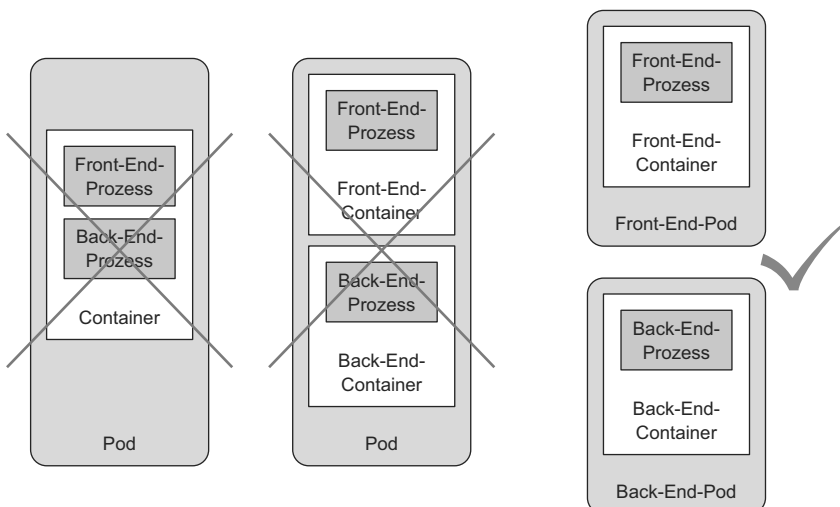 Front-End-
Prozess
Back-End-
Prozess
Container
Pod
Front-End-
Prozess
Front-End-
Container
Back-End-
Prozess
Back-End-
Container
Pod
Front-End-
Prozess
Front-End-
Container
Front-End-Pod
Back-End-
Prozess
Back-End-
Container
Back-End-Pod